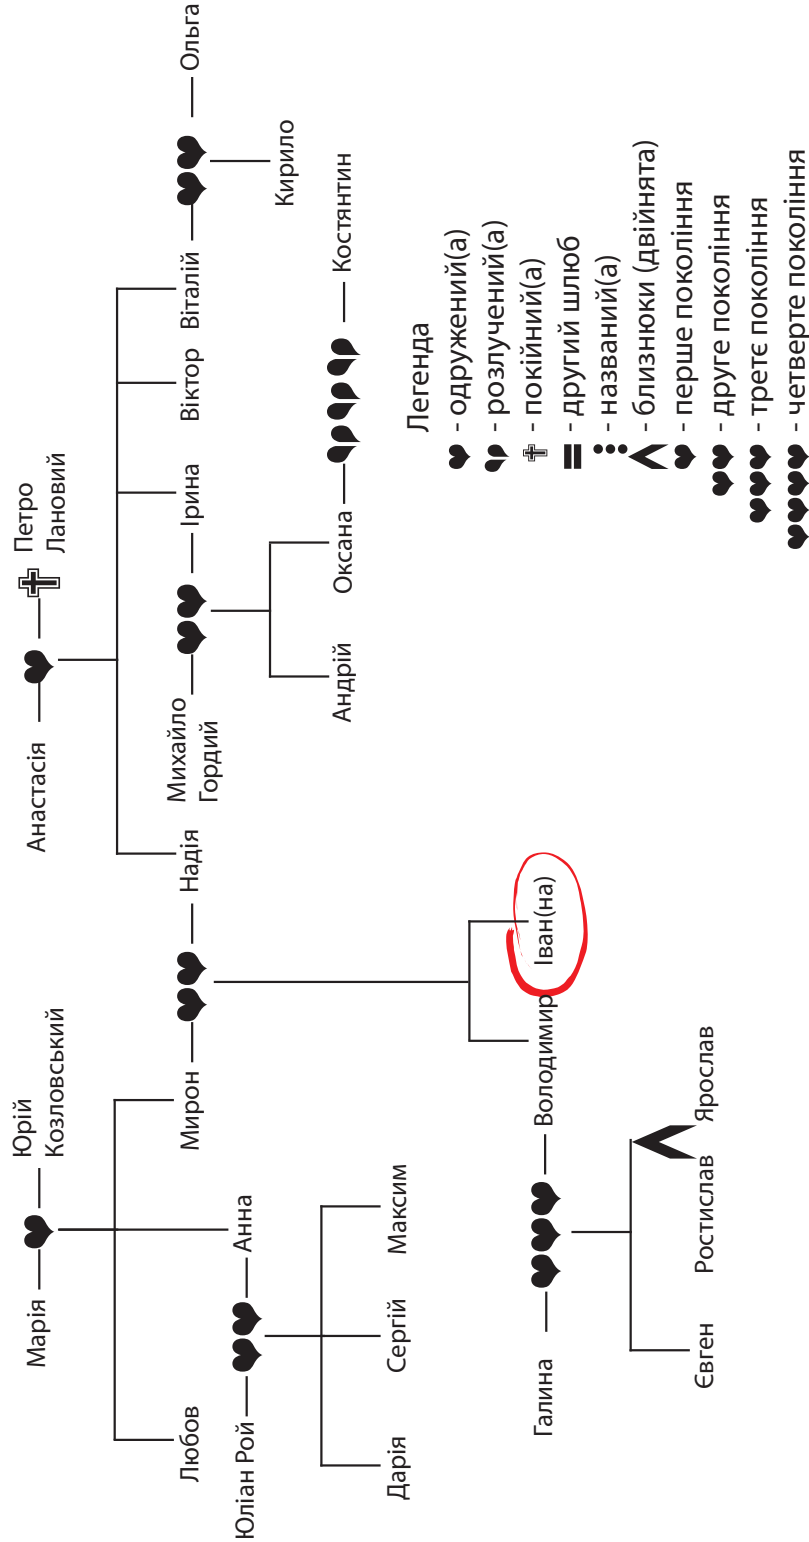 Марія
Юрій
Козловський
Анастасія
Петро
Лановий
Любов
Мирон
Надія
Михайло
Гордий
Ірина
Віктор
Віталій
Ольга
Юліан Рой
Анна
Кирило
Дарія
Сергій
Максим
Андрій
Оксана
Костянтин
Галина
Володимир
Іван(на)
Євген
Ростислав
Ярослав
Легенда
- одружений(а)
- розлучений(а)
- покійний(а)
- другий шлюб
- названий(а)
- близнюки (двійнята)
- перше покоління
- друге покоління
- третє покоління
- четверте покоління